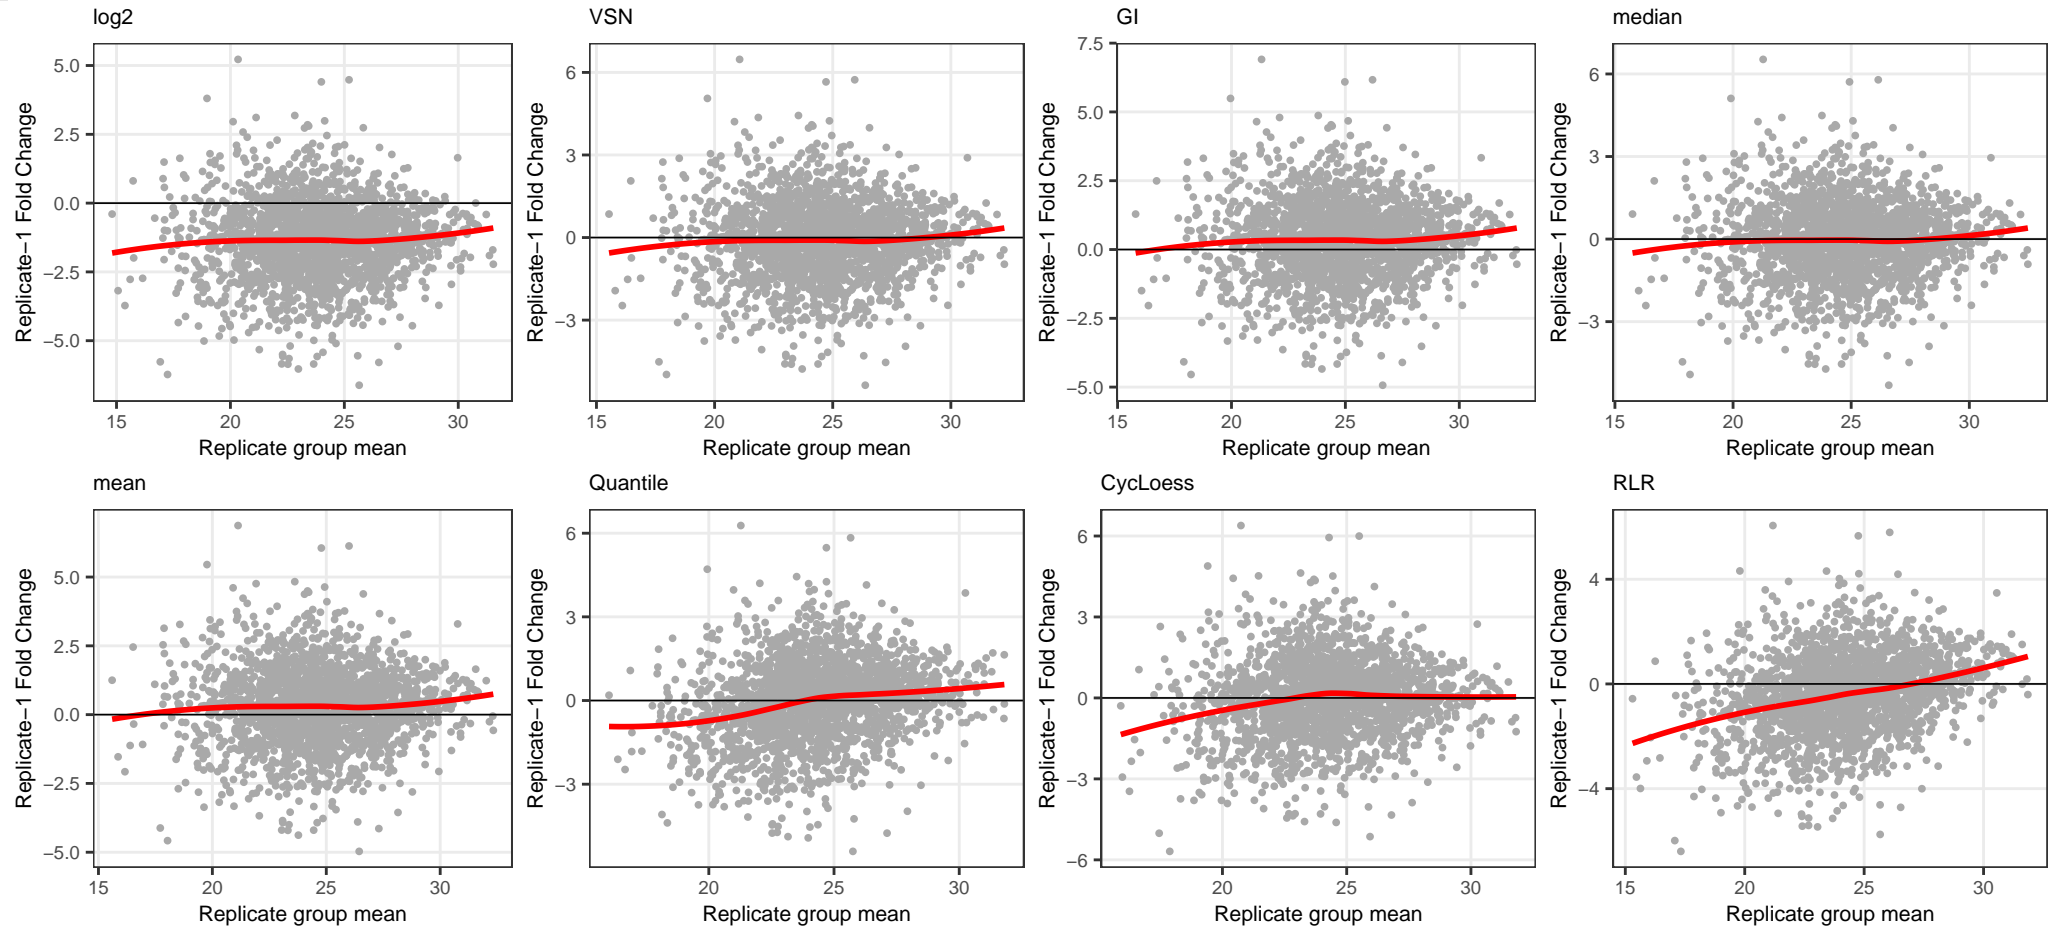 log2
VSN
GI
median
Replicate−1 Fold Change
5.0
2.5
0.0
−2.5
−5.0
15
20
25
30
Replicate group mean
Replicate−1 Fold Change
6
3
0
−3
15
20
25
30
Replicate group mean
Replicate−1 Fold Change
7.5
5.0
2.5
0.0
−2.5
−5.0
15
20
25
30
Replicate group mean
Replicate−1 Fold Change
6
3
0
−3
15
20
25
30
Replicate group mean
mean
Quantile
CycLoess
RLR
Replicate−1 Fold Change
5.0
2.5
0.0
−2.5
−5.0
15
20
25
30
Replicate group mean
Replicate−1 Fold Change
6
3
0
−3
20
25
30
Replicate group mean
Replicate−1 Fold Change
6
3
0
−3
−6
20
25
30
Replicate group mean
Replicate−1 Fold Change
4
0
−4
15
20
25
30
Replicate group mean